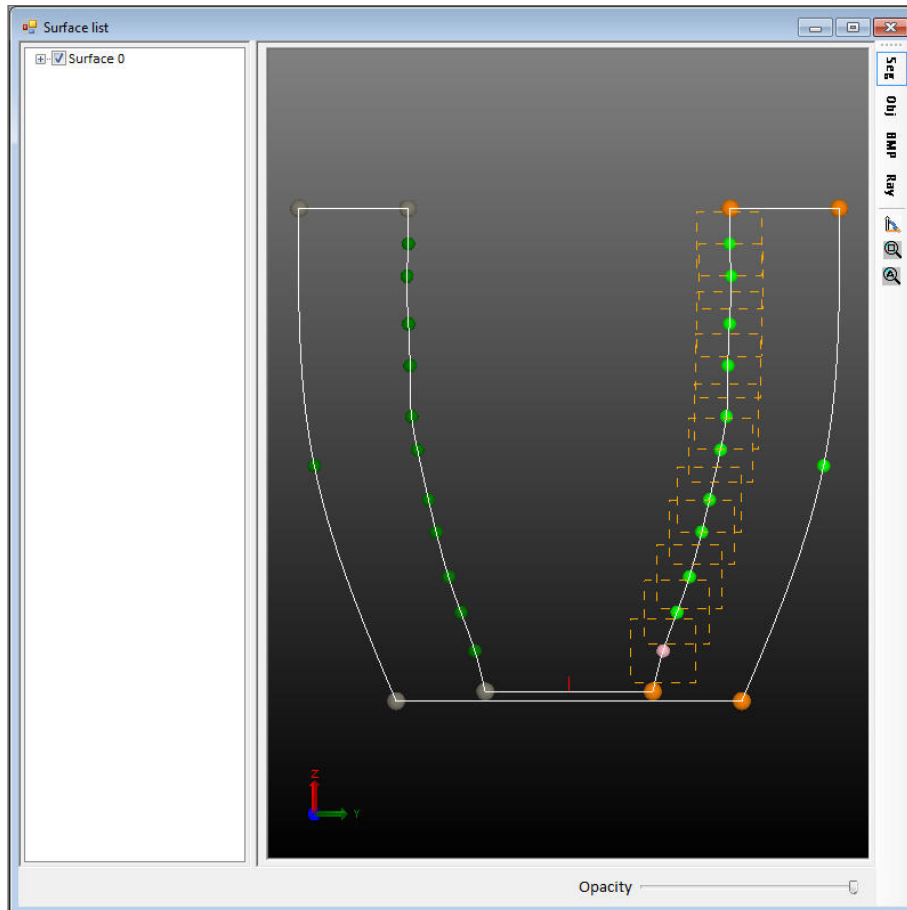 Surface list
Surface 0
Seg
Obj
BMP
Ray
A
Z
Y
Opacity